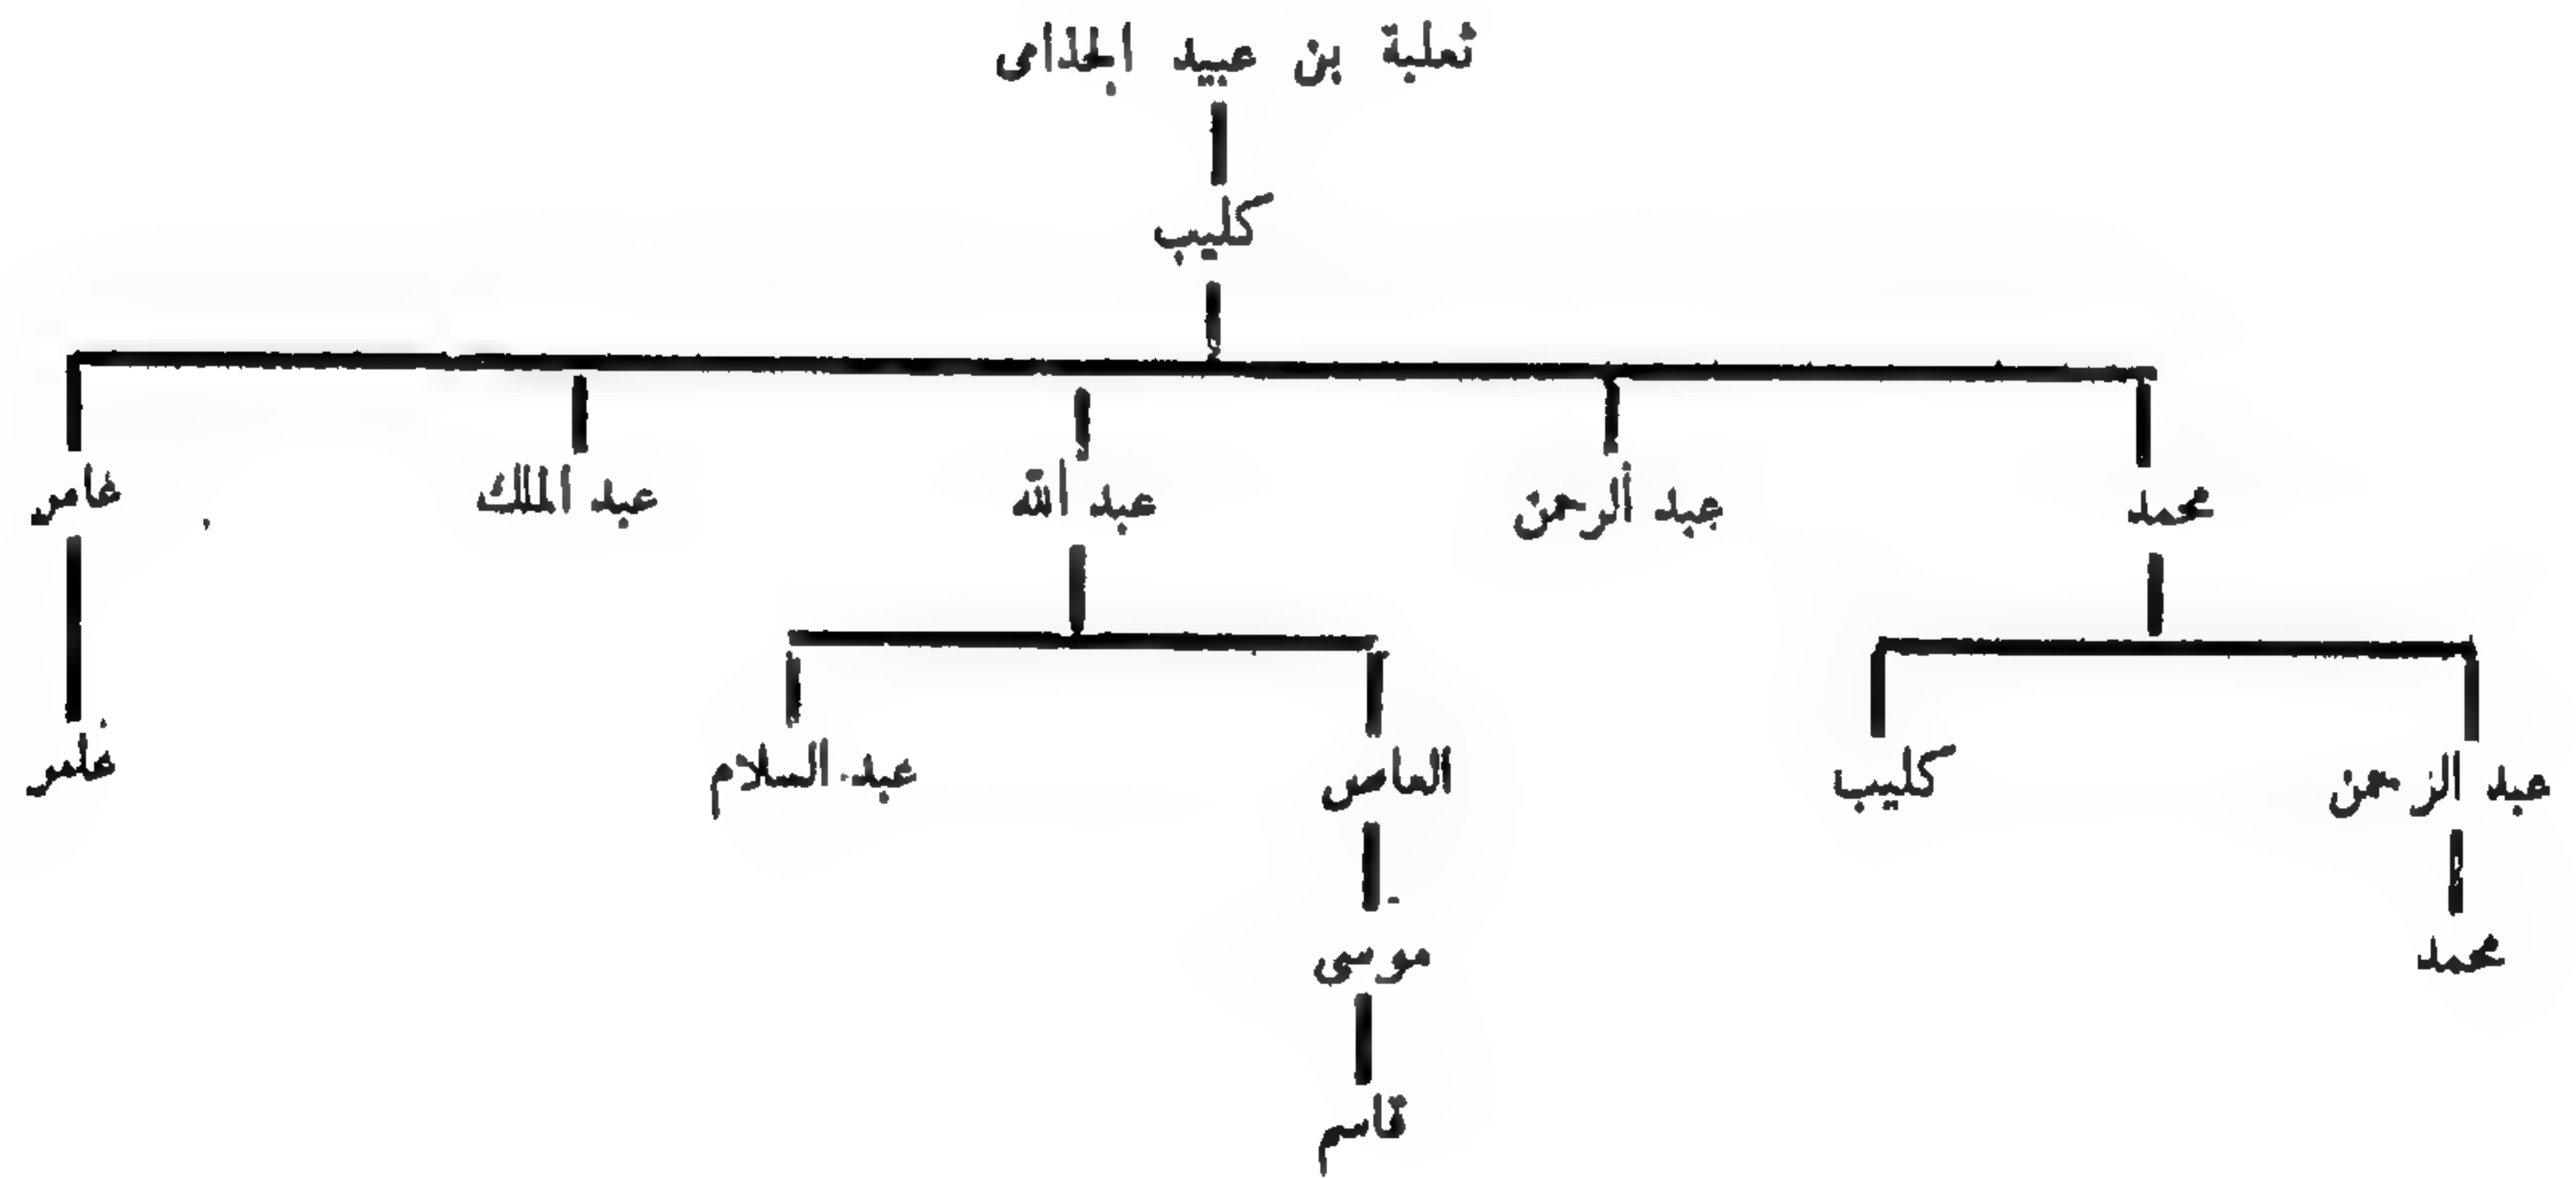 ثعلبة بن عبيد الجذامى
كليب
محمد
عبد الرحمن
عبد الله
عبد الملك
عامر
عبد الرحمن
كليب
العاص
عبد السلام
عامر
موسى
محمد
قاسم